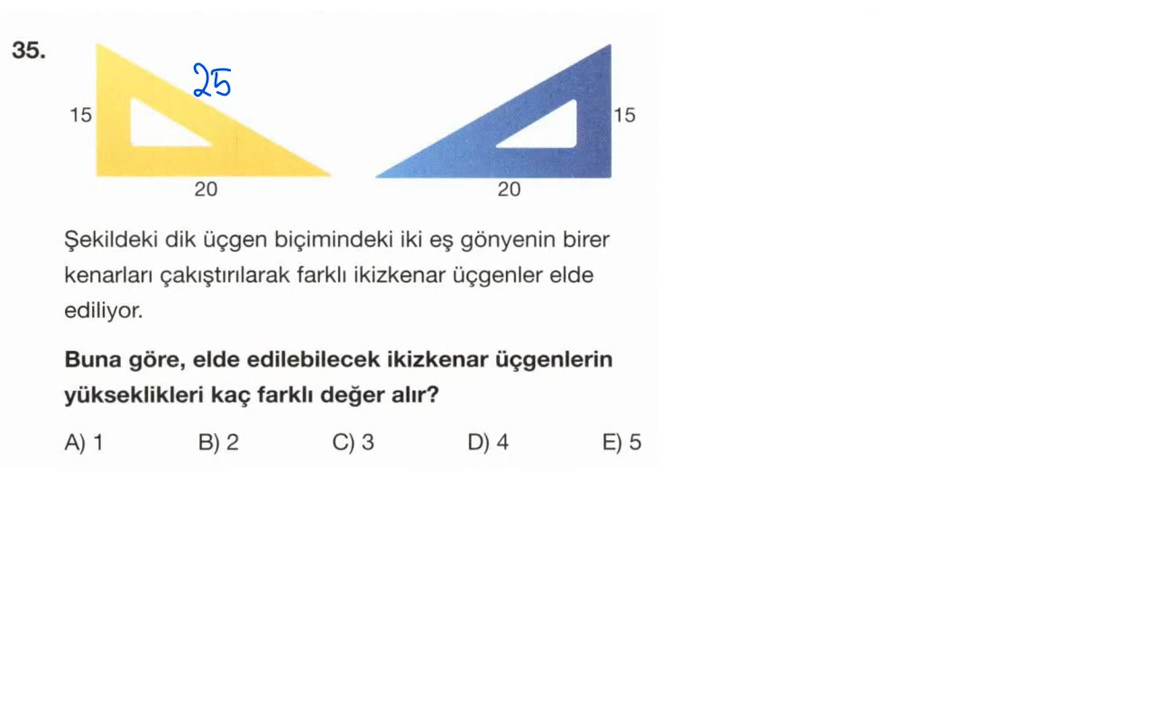 35.
25
15
15
20
20
Şekildeki dik üçgen biçimindeki iki eş gönyenin birer
kenarları çakıştırılarak farklı ikizkenar üçgenler elde
ediliyor.
Buna göre, elde edilebilecek ikizkenar üçgenlerin
yükseklikleri kaç farklı değer alır?
A) 1 B) 2 C) 3 D) 4 E) 5